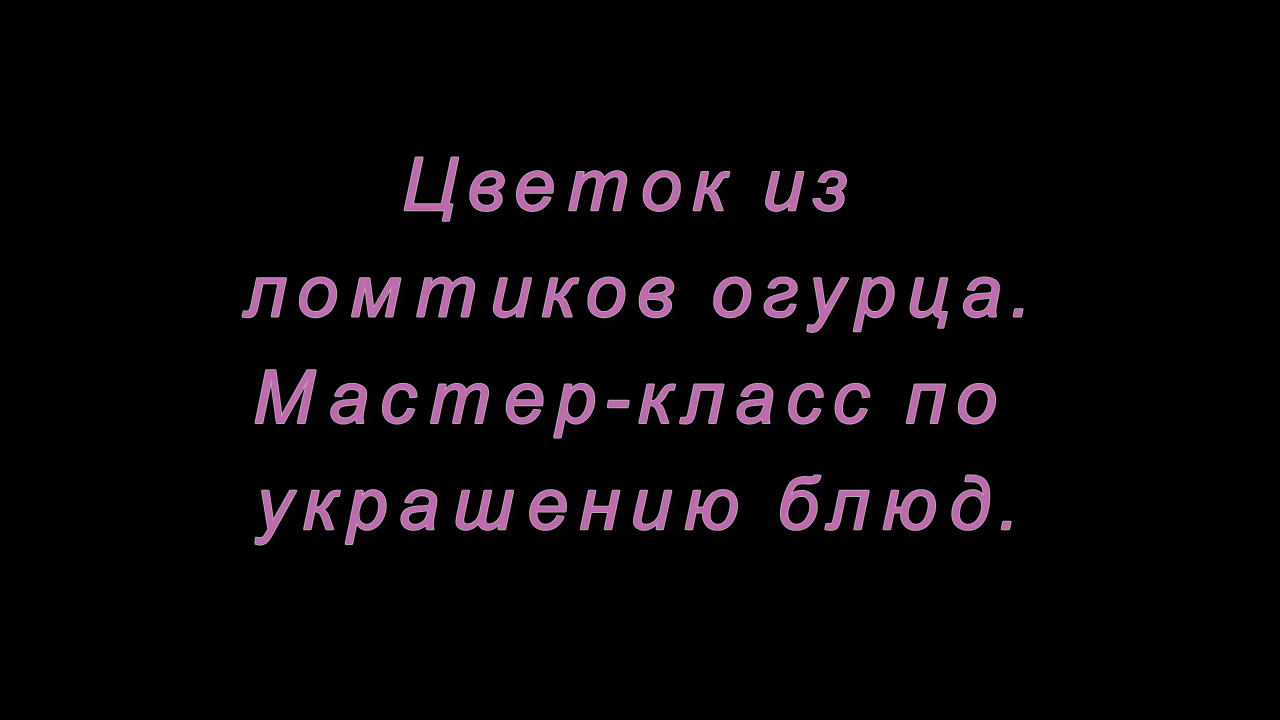 Цветок из
ломтиков огурца.
Мастер-класс по
украшению блюд.